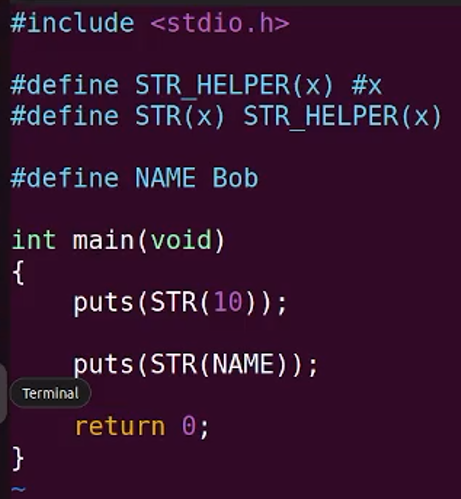 #include <stdio.h>
#define STR_HELPER(x) #x
#define STR(x) STR_HELPER(x)
#define NAME Bob
int main(void)
{
puts(STR(10));
puts(STR(NAME));
Terminal
return 0;
}
~